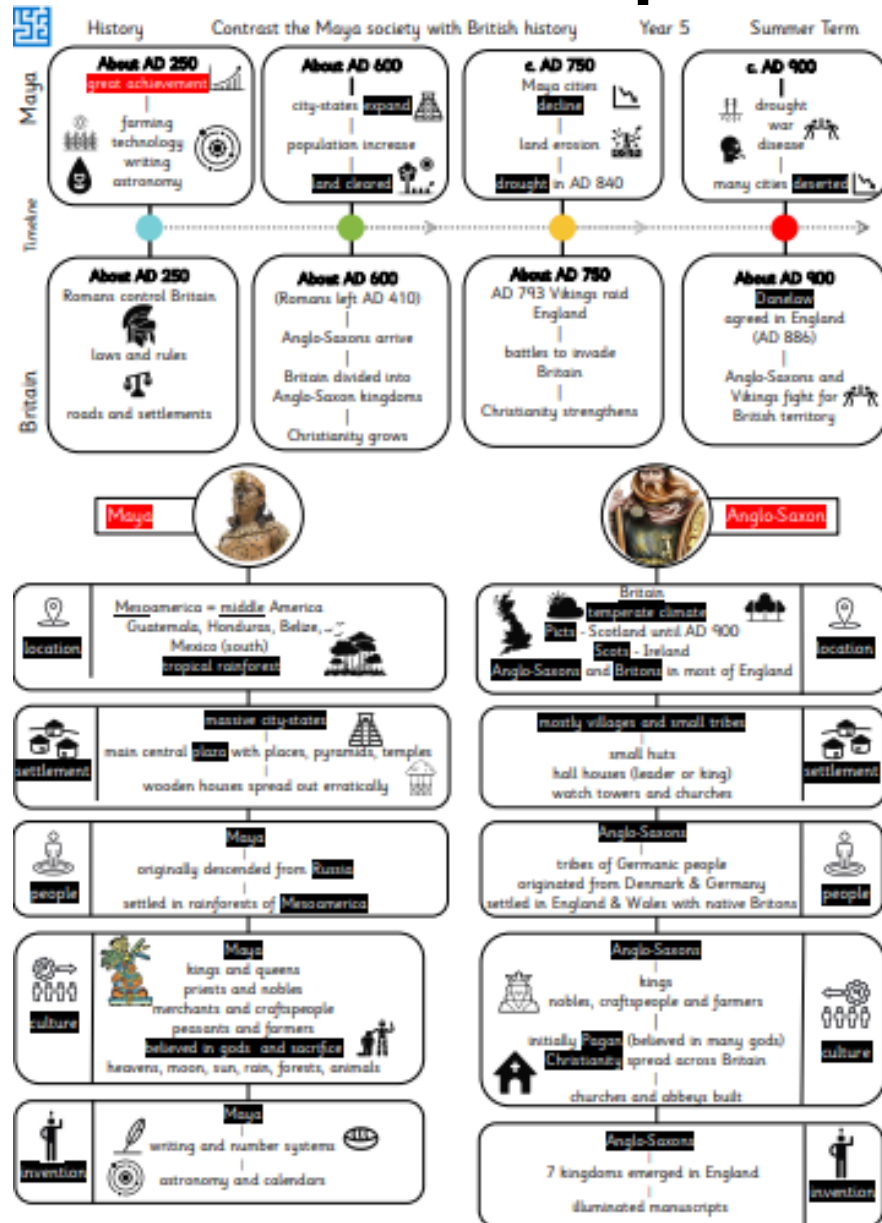 History Contrast the Maya society with British history Year 5 Summer Term
Maya
About AD 250
great achievement
farming
technology
writing
astronomy
About AD 600
city-states expand
population increase
land cleared
c. AD 750
Maya cities
decline
land erosion
drought in AD 840
c. AD 900
drought
war
disease
many cities deserted
Timeline
Britain
About AD 250
Romans control Britain
laws and rules
roads and settlements
About AD 600
(Romans left AD 410)
Anglo-Saxons arrive
Britain divided into
Anglo-Saxon kingdoms
Christianity grows
About AD 750
AD 793 Vikings raid
England
battles to invade
Britain
Christianity strengthens
About AD 900
Danelaw
agreed in England
(AD 886)
Anglo-Saxons and
Vikings fight for
British territory
Maya
location
Mesoamerica = middle America
Guatemala, Honduras, Belize,
Mexico (south)
tropical rainforest
settlement
massive city-states
main central plaza with places, pyramids, temples
wooden houses spread out erratically
people
Maya
originally descended from Russia
settled in rainforests of Mesoamerica
culture
Maya
kings and queens
priests and nobles
merchants and craftspeople
peasants and farmers
believed in gods and sacrifice
heavens, moon, sun, rain, forests, animals
invention
Maya
writing and number systems
astronomy and calendars
Anglo-Saxon
Britain
temperate climate
Picts - Scotland until AD 900
Scots - Ireland
Anglo-Saxons and Britons in most of England
location
mostly villages and small tribes
small huts
hall houses (leader or king)
watch towers and churches
settlement
Anglo-Saxons
tribes of Germanic people
originated from Denmark & Germany
settled in England & Wales with native Britons
people
Anglo-Saxons
kings
nobles, craftspeople and farmers
initially Pagan (believed in many gods)
Christianity spread across Britain
churches and abbeys built
culture
Anglo-Saxons
7 kingdoms emerged in England
illuminated manuscripts
invention